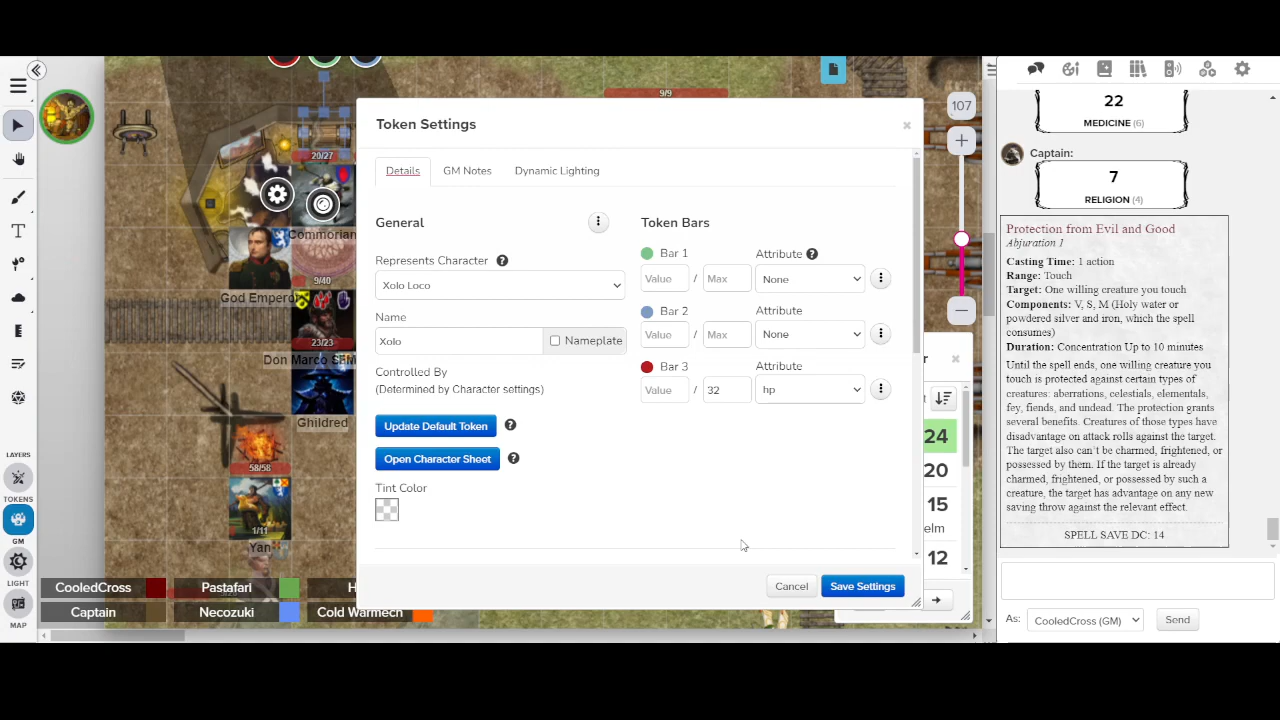 9/9
20/27
Commorian
God Empero
9/40
23/23
Don Marco
Ghildred
58/58
1/11
Yan
LAYERS
TOKENS
GM
LIGHT
MAP
CooledCross
Pastafari
H
Captain
Necozuki
Cold Warmech
Token Settings
Details
GM Notes
Dynamic Lighting
General
Represents Character
Xolo Loco
Name
Xolo
Nameplate
Controlled By
(Determined by Character settings)
Update Default Token
Open Character Sheet
Tint Color
Token Bars
Bar 1
Attribute
Value / Max
None
Bar 2
Attribute
Value / Max
None
Bar 3
Attribute
Value / 32
hp
Cancel
Save Settings
107
r
t
24
20
15
elm
12
22
MEDICINE (6)
Captain:
7
RELIGION (4)
Protection from Evil and Good
Abjuration 1
Casting Time: 1 action
Range: Touch
Target: One willing creature you touch
Components: V, S, M (Holy water or
powdered silver and iron, which the spell
consumes)
Duration: Concentration Up to 10 minutes
Until the spell ends, one willing creature you
touch is protected against certain types of
creatures: aberrations, celestials, elementals,
fey, fiends, and undead. The protection grants
several benefits. Creatures of those types have
disadvantage on attack rolls against the target.
The target also can't be charmed, frightened, or
possessed by them. If the target is already
charmed, frightened, or possessed by such a
creature, the target has advantage on any new
saving throw against the relevant effect.
SPELL SAVE DC: 14
As:
CooledCross (GM)
Send